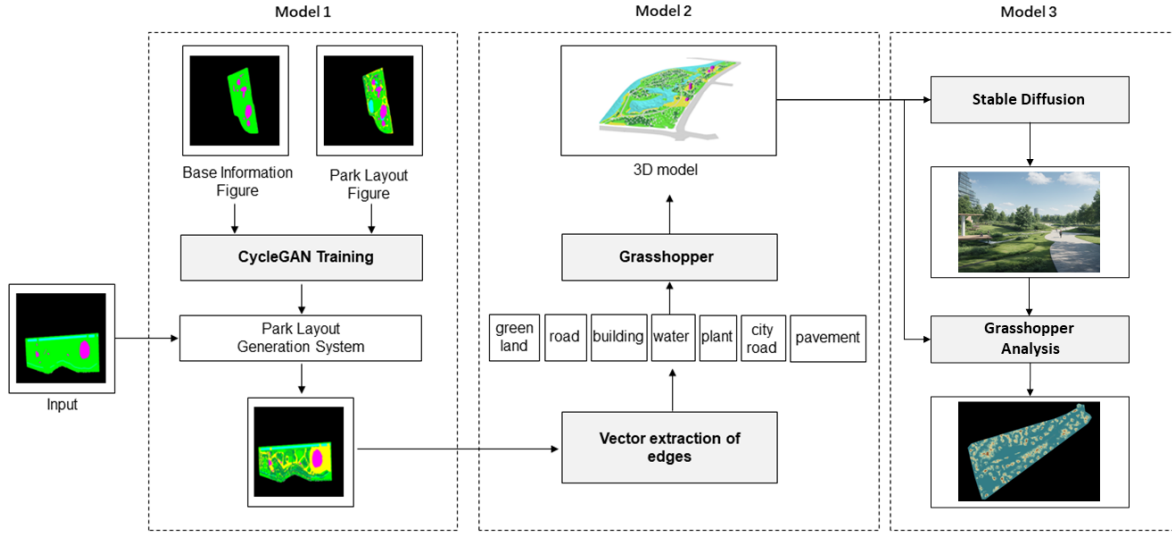 Model 1
Model 2
Model 3
Base Information
Figure
Park Layout
Figure
CycleGAN Training
Park Layout
Generation System
Input
3D model
Grasshopper
green
land
road
building
water
plant
city
road
pavement
Vector extraction of
edges
Stable Diffusion
Grasshopper
Analysis